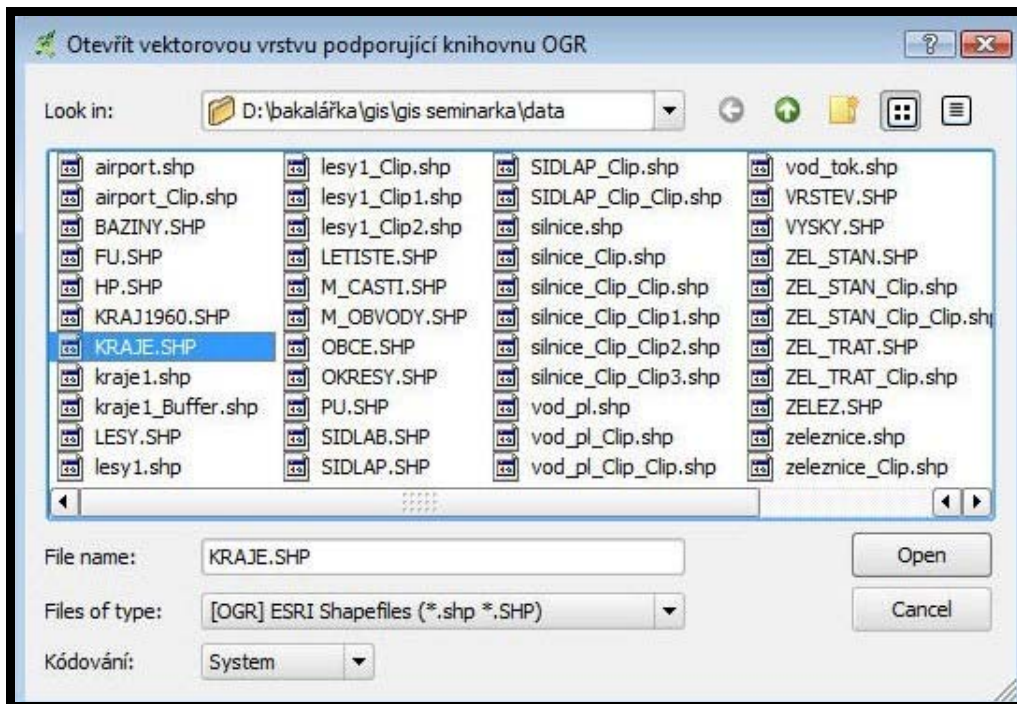 Otevřít vektorovou vrstvu podporující knihovnu OGR
Look in:
D:\bakalářka\gis\gis seminarka\data
airport.shp
airport_Clip.shp
BAZINY.SHP
FU.SHP
HP.SHP
KRAJ1960.SHP
KRAJE.SHP
kraje1.shp
kraje1_Buffer.shp
LESY.SHP
lesy1.shp
lesy1_Clip.shp
lesy1_Clip1.shp
lesy1_Clip2.shp
LETISTE.SHP
M_CASTI.SHP
M_OBVODY.SHP
OBCE.SHP
OKRESY.SHP
PU.SHP
SIDLAB.SHP
SIDLAP.SHP
SIDLAP_Clip.shp
SIDLAP_Clip_Clip.shp
silnice.shp
silnice_Clip.shp
silnice_Clip_Clip.shp
silnice_Clip_Clip1.shp
silnice_Clip_Clip2.shp
silnice_Clip_Clip3.shp
vod_pl.shp
vod_pl_Clip.shp
vod_pl_Clip_Clip.shp
vod_tok.shp
VRSTEV.SHP
VYSKY.SHP
ZEL_STAN.SHP
ZEL_STAN_Clip.shp
ZEL_STAN_Clip_Clip.shp
ZEL_TRAT.SHP
ZEL_TRAT_Clip.shp
ZELEZ.SHP
zeleznice.shp
zeleznice_Clip.shp
File name:
KRAJE.SHP
Open
Files of type:
[OGR] ESRI Shapefiles (*.shp *.SHP)
Cancel
Kódování:
System